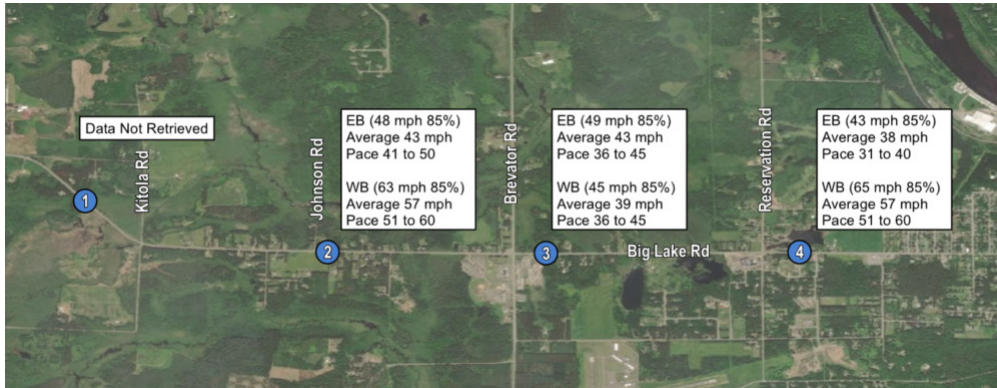 Data Not Retrieved
Kitola Rd
1
Johnson Rd
2
EB (48 mph 85%)
Average 43 mph
Pace 41 to 50
WB (63 mph 85%)
Average 57 mph
Pace 51 to 60
Brevator Rd
3
EB (49 mph 85%)
Average 43 mph
Pace 36 to 45
WB (45 mph 85%)
Average 39 mph
Pace 36 to 45
Big Lake Rd
Reservation Rd
4
EB (43 mph 85%)
Average 38 mph
Pace 31 to 40
WB (65 mph 85%)
Average 57 mph
Pace 51 to 60